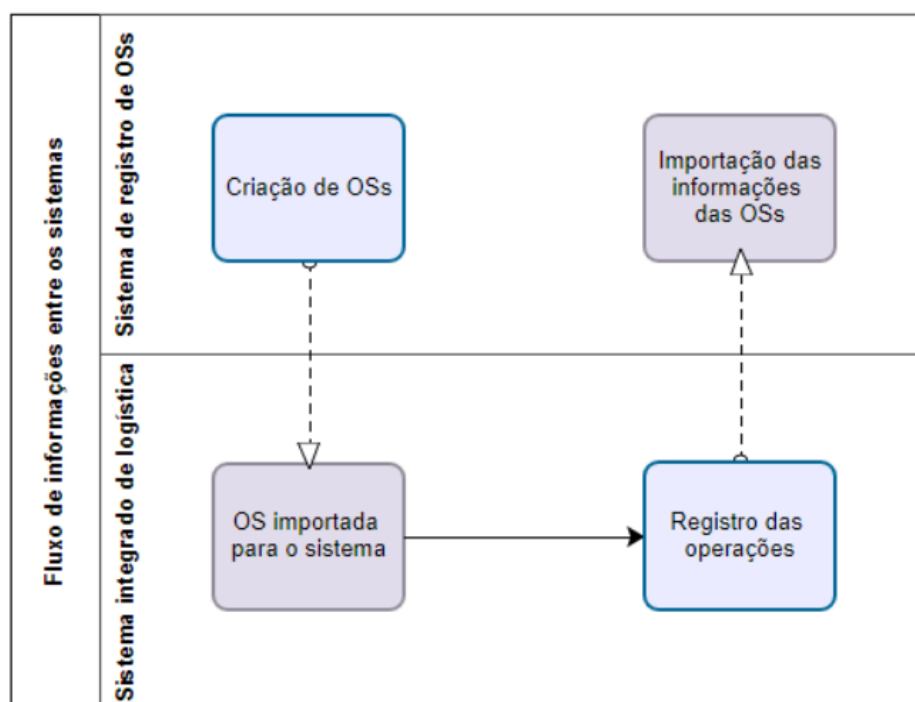 Fluxo de informações entre os sistemas
Sistema de registro de OSs
Criação de OSs
Importação das
informações
das OSs
Sistema integrado de logística
OS importada
para o sistema
Registro das
operações